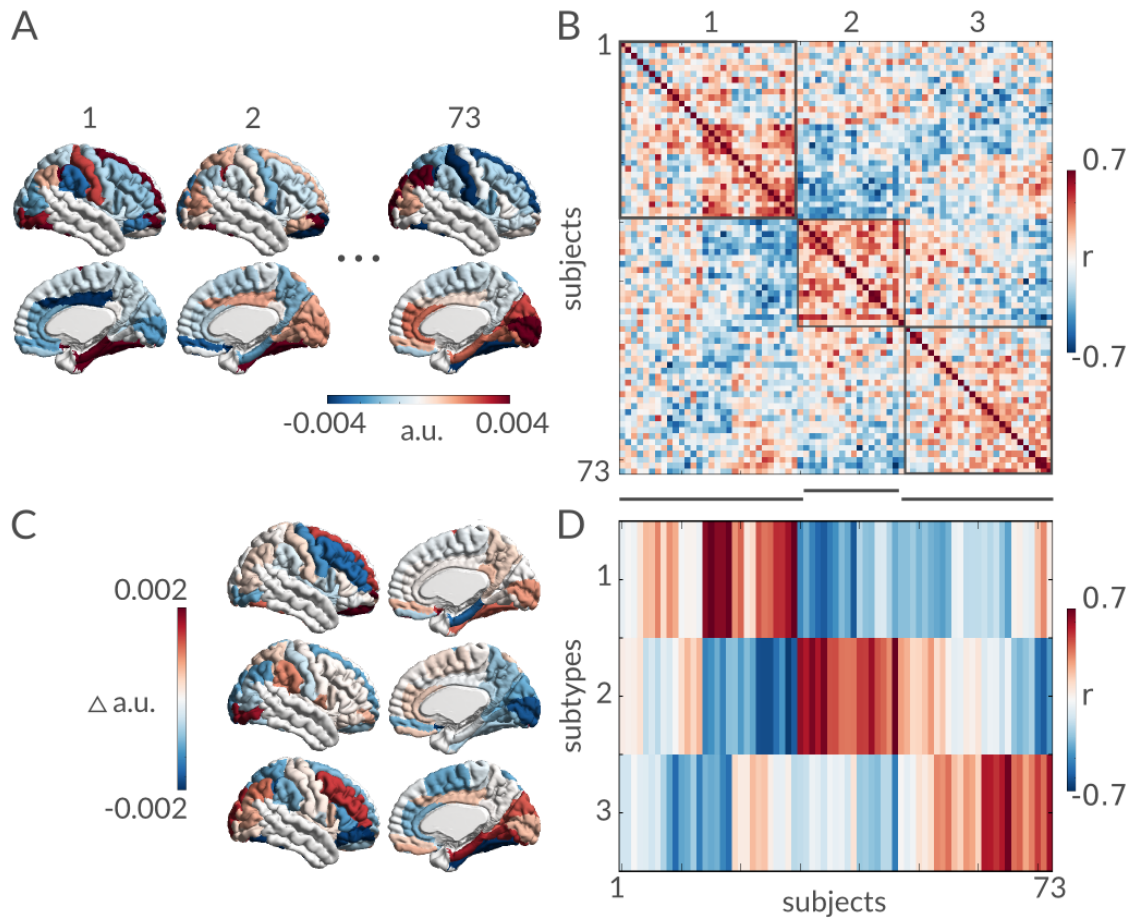 A
1 2 73
...
-0.004 a.u. 0.004
B
1 2 3
1
subjects
73
0.7
r
-0.7
C
0.002
△ a.u.
-0.002
D
1
2
3
subtypes
1 73
subjects
0.7
r
-0.7